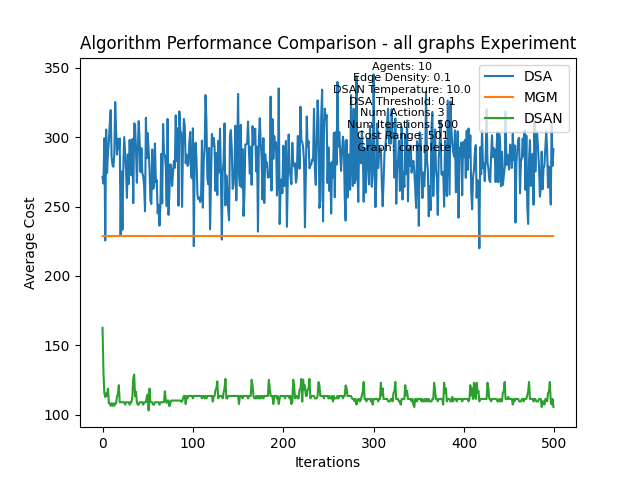 Algorithm Performance Comparison - all graphs Experiment
Agents: 10
Edge Density: 0.1
DSAN Temperature: 10.0
DSA Threshold: 0.1
Num Actions, 3
Num Iterations: 500
Cost Range: 501
Graph: complete
DSA
MGM
DSAN
Average Cost
350
300
250
200
150
100
0
100
200
300
400
500
Iterations